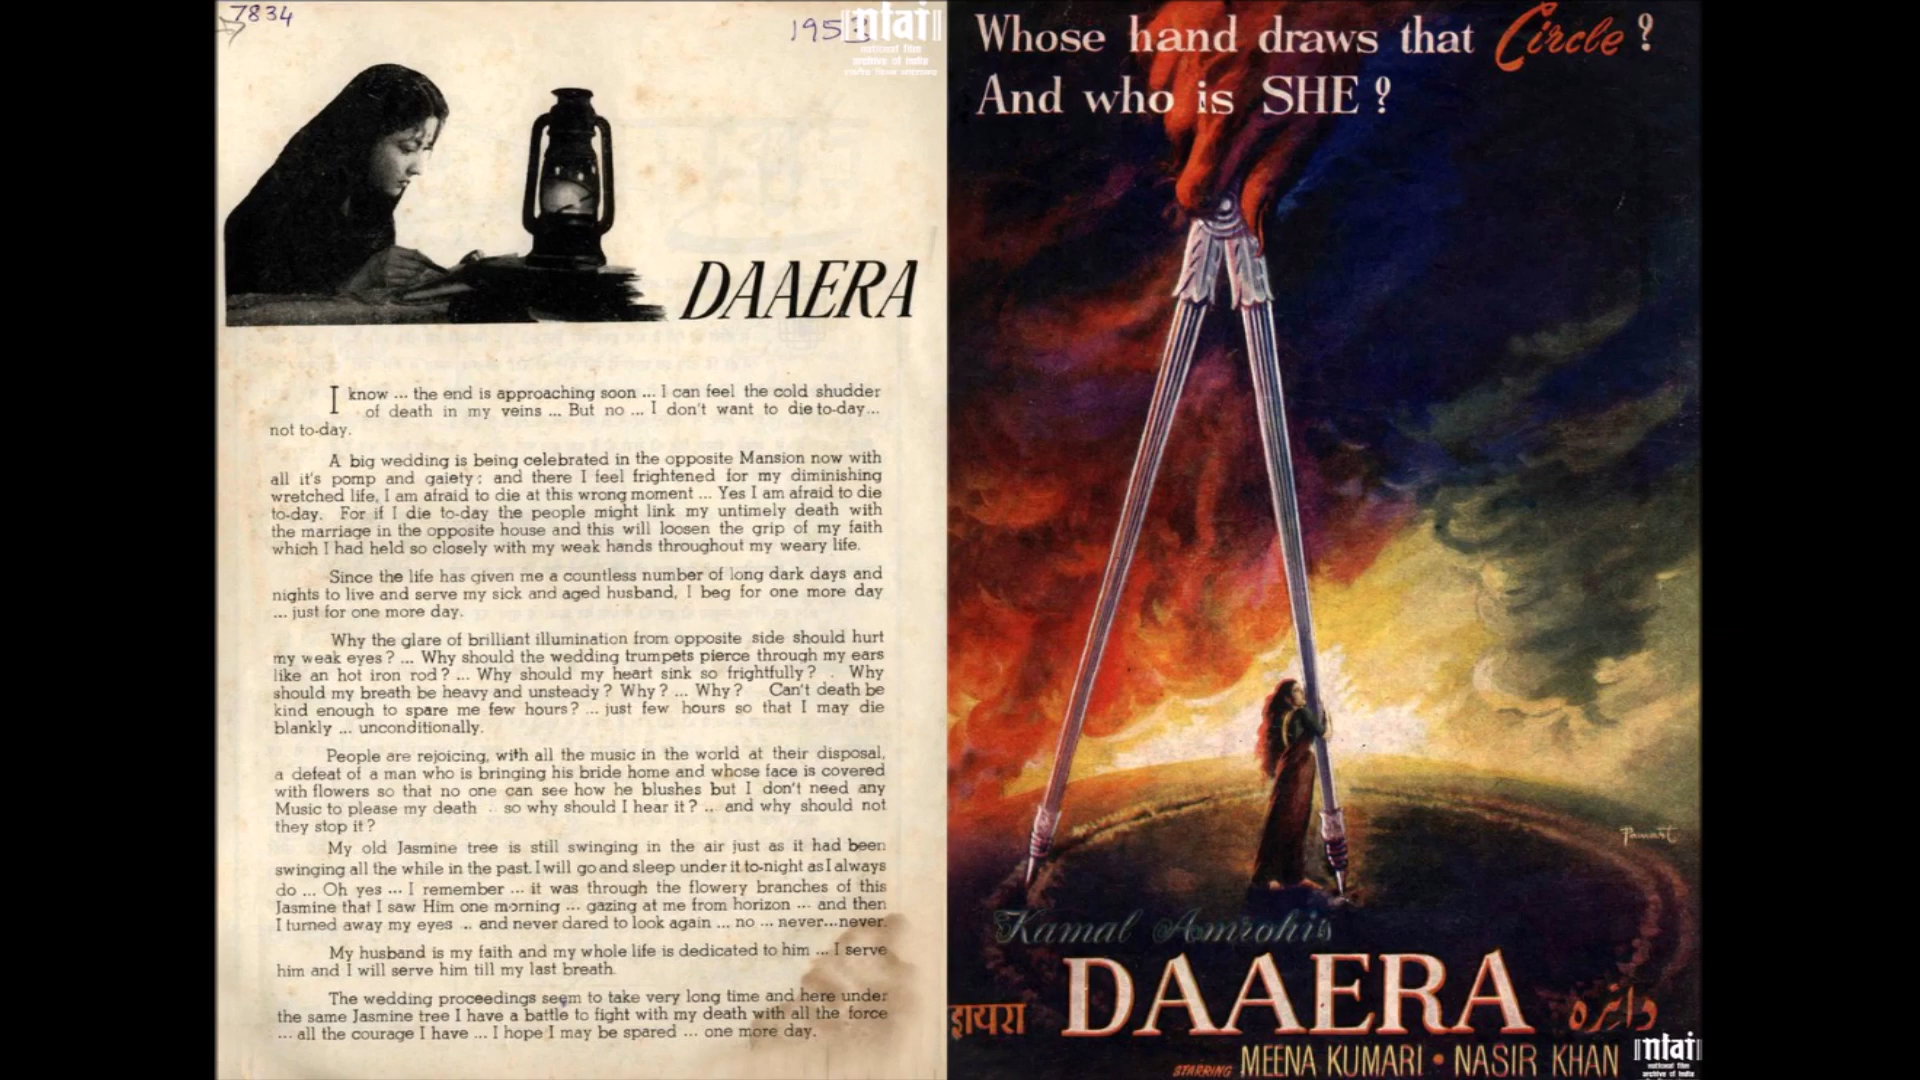 7834
195
nfai
national film
archive of India
राष्ट्रीय फिल्म संग्रहालय
DAAERA
I know ... the end is approaching soon ... I can feel the cold shudder
of death in my veins ... But no ... I don't want to die to-day...
not to-day.
A big wedding is being celebrated in the opposite Mansion now with
all it's pomp and gaiety; and there I feel frightened for my diminishing
wretched life. I am afraid to die at this wrong moment ... Yes I am afraid to die
to-day. For if I die to-day the people might link my untimely death with
the marriage in the opposite house and this will loosen the grip of my faith
which I had held so closely with my weak hands throughout my weary life.
Since the life has given me a countless number of long dark days and
nights to live and serve my sick and aged husband, I beg for one more day
... just for one more day.
Why the glare of brilliant illumination from opposite side should hurt
my weak eyes? ... Why should the wedding trumpets pierce through my ears
like an hot iron rod? ... Why should my heart sink so frightfully? . Why
should my breath be heavy and unsteady? Why? ... Why? Can't death be
kind enough to spare me few hours? ... just few hours so that I may die
blankly ... unconditionally.
People are rejoicing, with all the music in the world at their disposal,
a defeat of a man who is bringing his bride home and whose face is covered
with flowers so that no one can see how he blushes but I don't need any
Music to please my death .. so why should I hear it? ... and why should not
they stop it?
My old Jasmine tree is still swinging in the air just as it had been
swinging all the while in the past. I will go and sleep under it to-night as I always
do ... Oh yes ... I remember ... it was through the flowery branches of this
Jasmine that I saw Him one morning ... gazing at me from horizon ... and then
I turned away my eyes ... and never dared to look again ... no ... never...never.
My husband is my faith and my whole life is dedicated to him ... I serve
him and I will serve him till my last breath.
The wedding proceedings seem to take very long time and here under
the same Jasmine tree I have a battle to fight with my death with all the force
... all the courage I have ... I hope I may be spared ... one more day.
Whose hand draws that Circle?
And who is SHE?
Pawart
Kamal Amrohi's
DAAERA
डायरा
دائرہ
STARRING MEENA KUMARI • NASIR KHAN
nfai
national film
archive of India